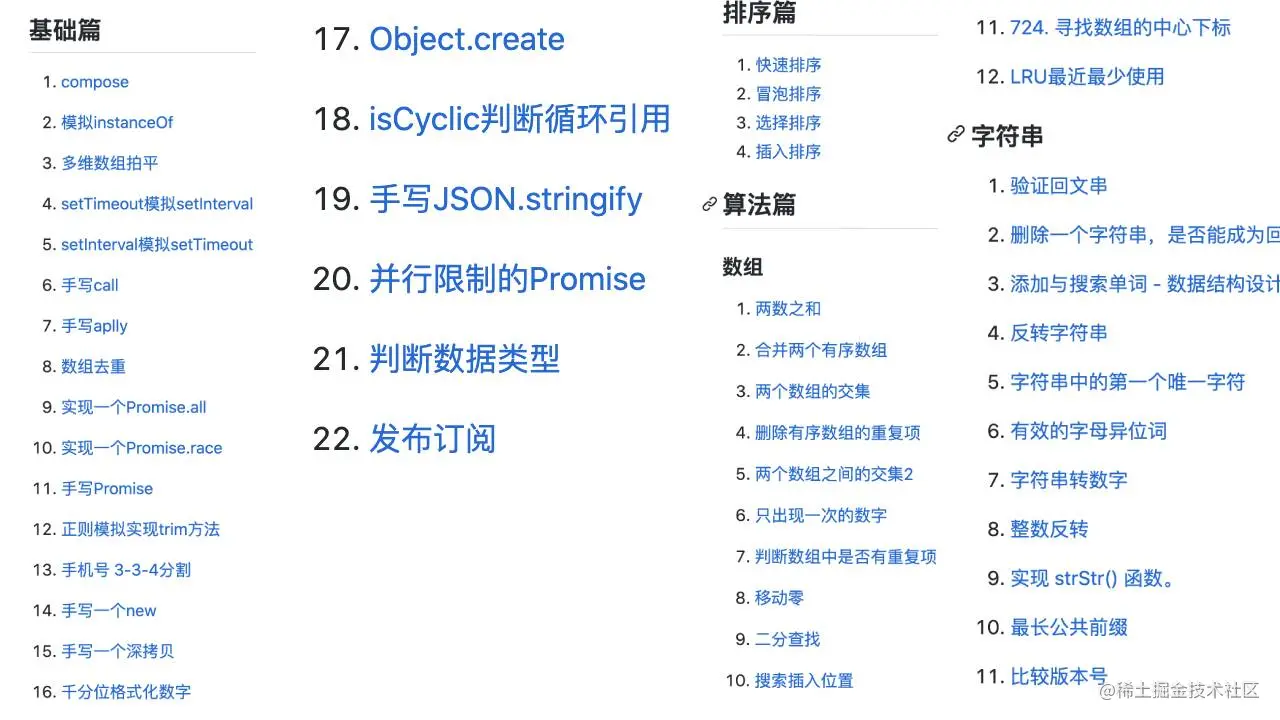 基础篇
1. compose
2. 模拟instanceOf
3. 多维数组拍平
4. setTimeout模拟setInterval
5. setInterval模拟setTimeout
6. 手写call
7. 手写aplly
8. 数组去重
9. 实现一个Promise.all
10. 实现一个Promise.race
11. 手写Promise
12. 正则模拟实现trim方法
13. 手机号 3-3-4分割
14. 手写一个new
15. 手写一个深拷贝
16. 千分位格式化数字
17. Object.create
18. isCyclic判断循环引用
19. 手写JSON.stringify
20. 并行限制的Promise
21. 判断数据类型
22. 发布订阅
排序篇
1. 快速排序
2. 冒泡排序
3. 选择排序
4. 插入排序
算法篇
数组
1. 两数之和
2. 合并两个有序数组
3. 两个数组的交集
4. 删除有序数组的重复项
5. 两个数组之间的交集2
6. 只出现一次的数字
7. 判断数组中是否有重复项
8. 移动零
9. 二分查找
10. 搜索插入位置
11. 724. 寻找数组的中心下标
12. LRU最近最少使用
字符串
1. 验证回文串
2. 删除一个字符串，是否能成为回
3. 添加与搜索单词 - 数据结构设计
4. 反转字符串
5. 字符串中的第一个唯一字符
6. 有效的字母异位词
7. 字符串转数字
8. 整数反转
9. 实现 strStr() 函数。
10. 最长公共前缀
11. 比较版本号
@稀土掘金技术社区